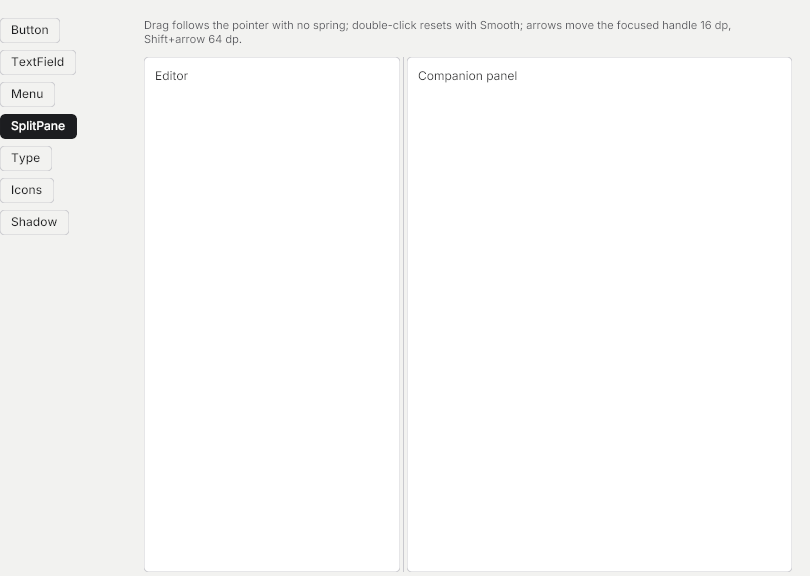 Button
TextField
Menu
SplitPane
Type
Icons
Shadow
Drag follows the pointer with no spring; double-click resets with Smooth; arrows move the focused handle 16 dp,
Shift+arrow 64 dp.
Editor
Companion panel